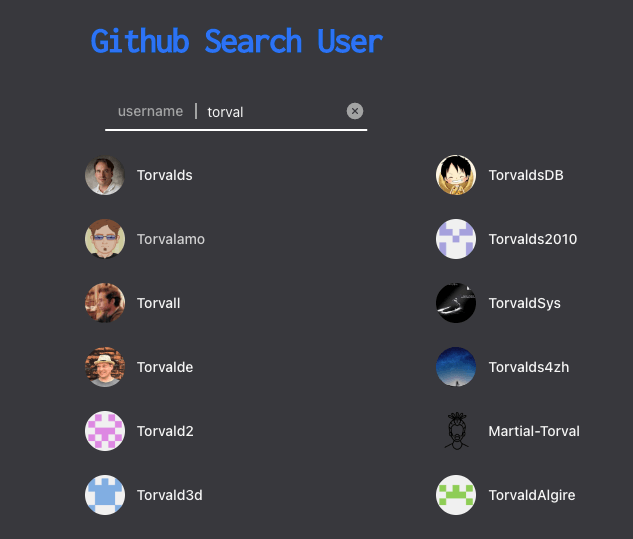 Github Search User
username | torval
Torvalds
TorvaldsDB
Torvalamo
Torvalds2010
Torvall
TorvaldSys
Torvalde
Torvalds4zh
Torvald2
Martial-Torval
Torvald3d
TorvaldAlgire